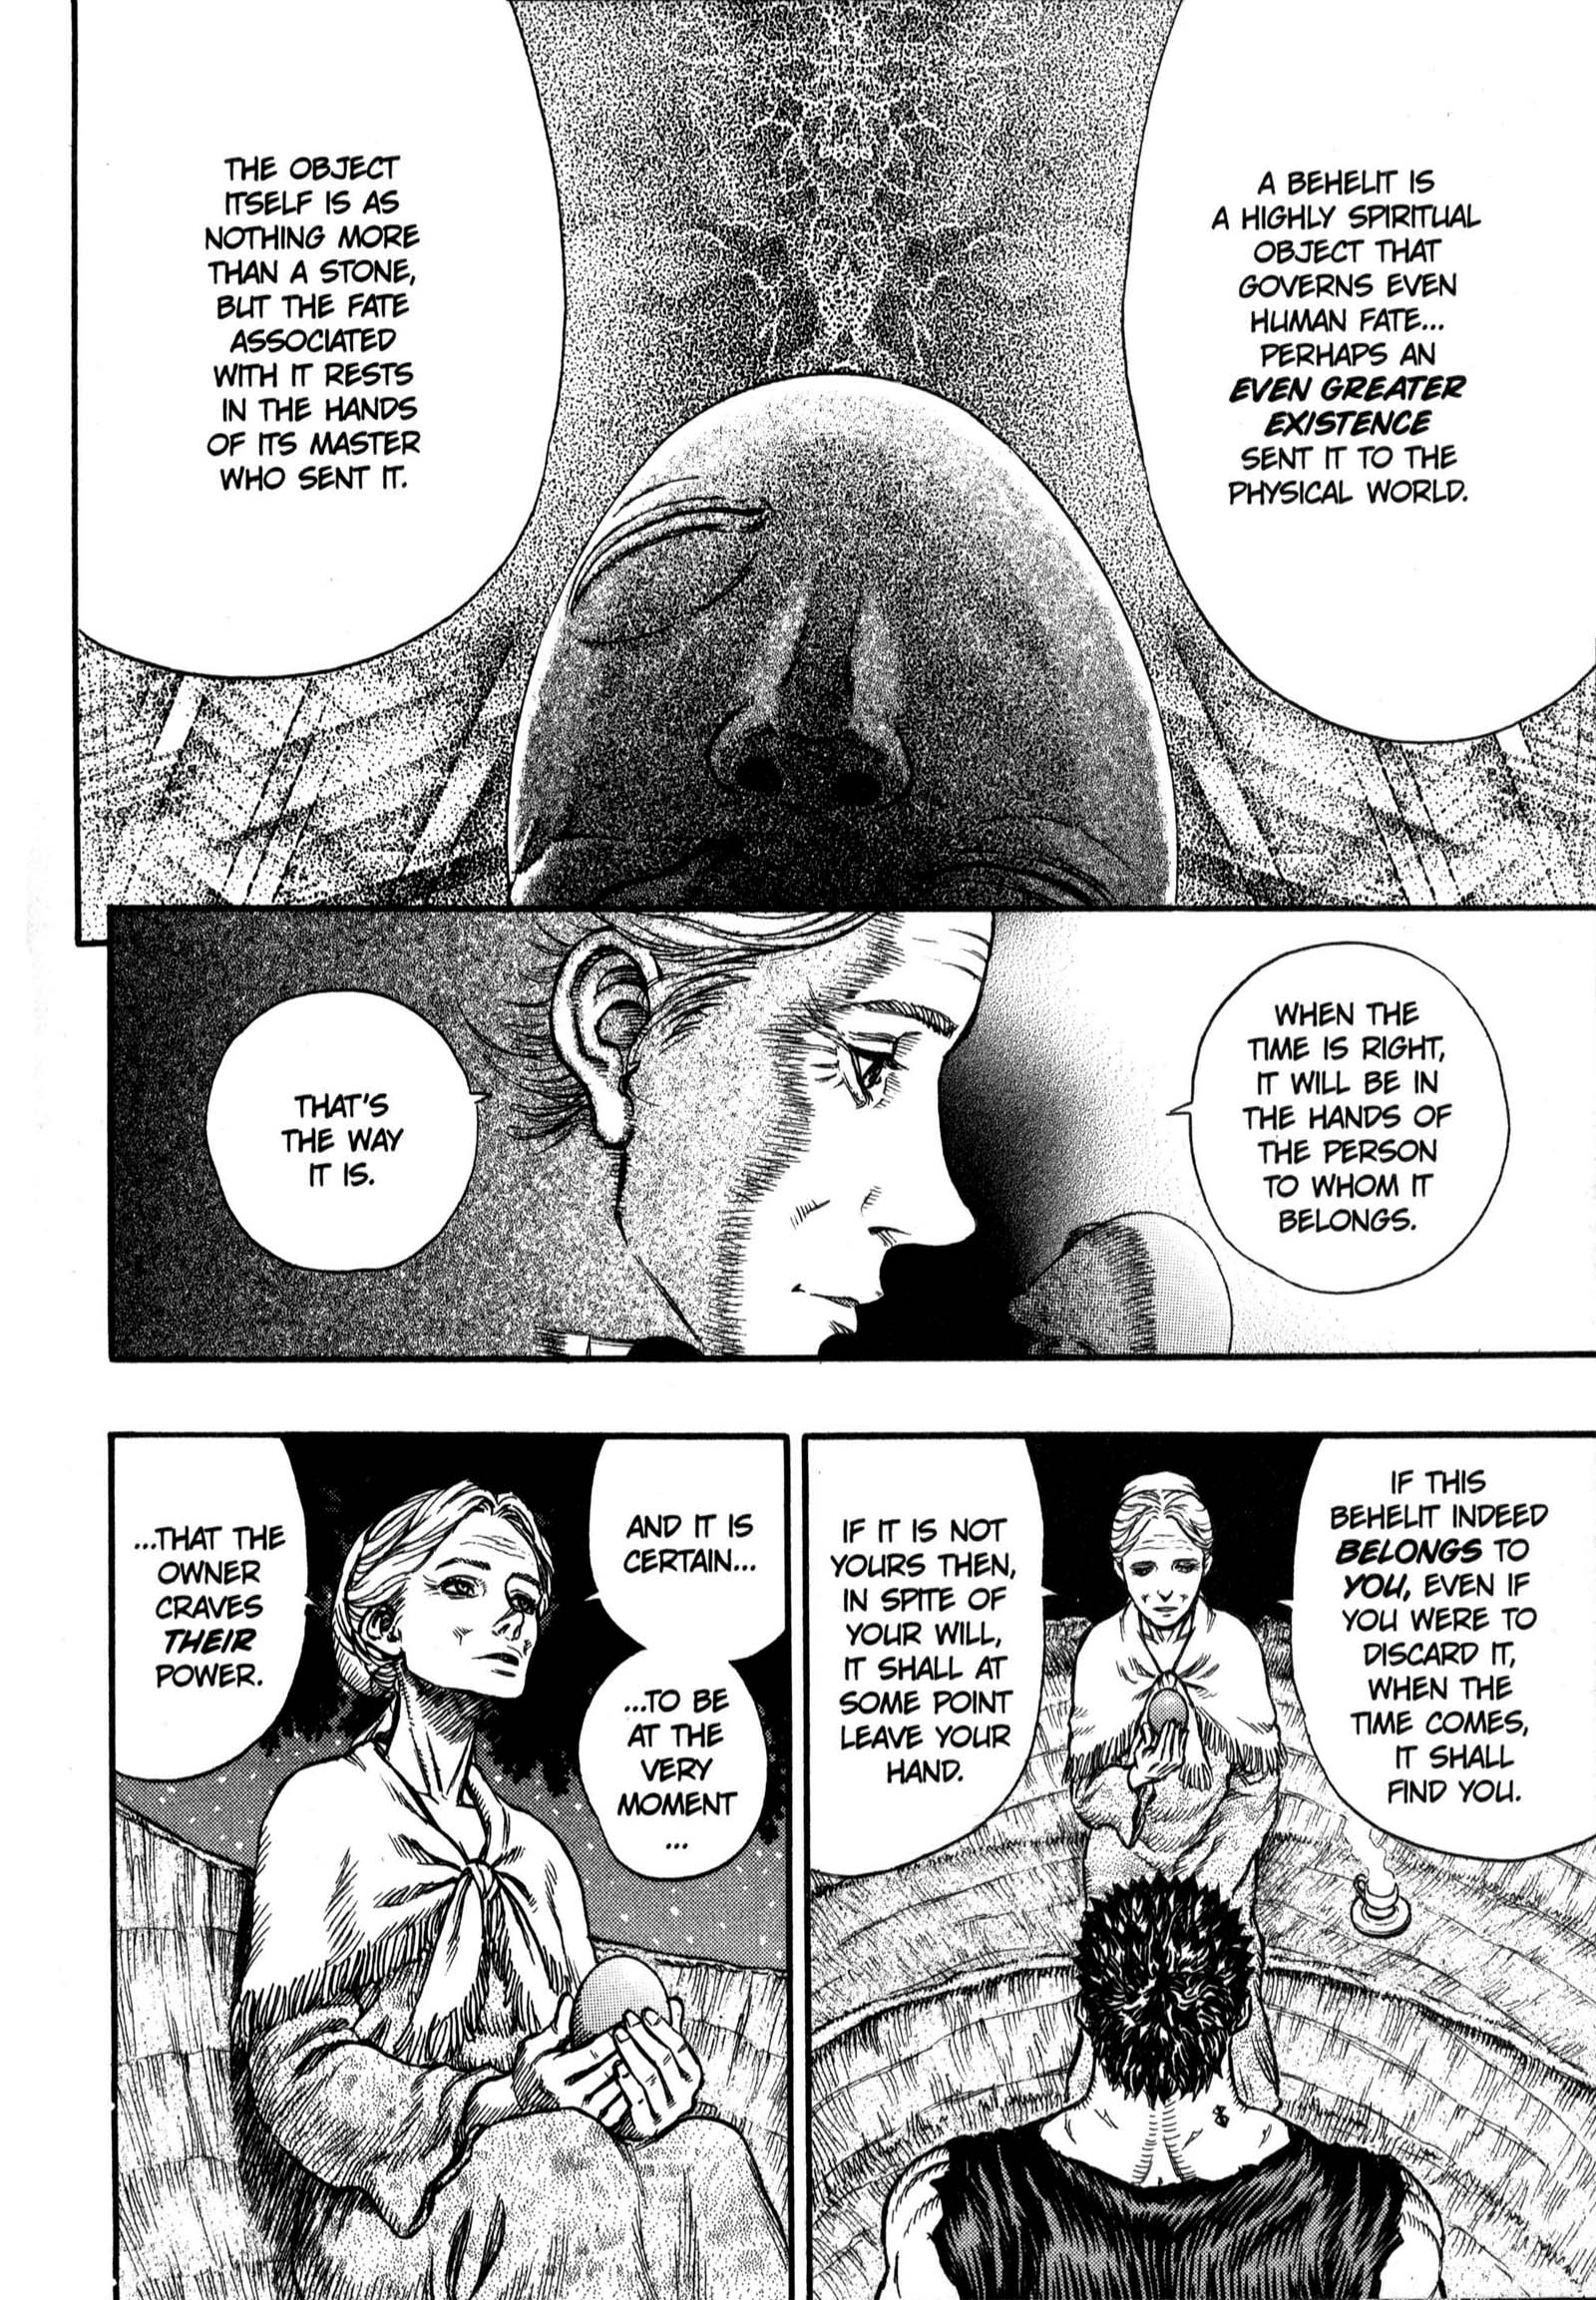 A BEHELIT IS
A HIGHLY SPIRITUAL
OBJECT THAT
GOVERNS EVEN
HUMAN FATE...
PERHAPS AN
EVEN GREATER
EXISTENCE
SENT IT TO THE
PHYSICAL WORLD.
THE OBJECT
ITSELF IS AS
NOTHING MORE
THAN A STONE,
BUT THE FATE
ASSOCIATED
WITH IT RESTS
IN THE HANDS
OF ITS MASTER
WHO SENT IT.
WHEN THE
TIME IS RIGHT,
IT WILL BE IN
THE HANDS OF
THE PERSON
TO WHOM IT
BELONGS.
THAT'S
THE WAY
IT IS.
IF THIS
BEHELIT INDEED
BELONGS TO
YOU, EVEN IF
YOU WERE TO
DISCARD IT,
WHEN THE
TIME COMES,
IT SHALL
FIND YOU.
IF IT IS NOT
YOURS THEN,
IN SPITE OF
YOUR WILL,
IT SHALL AT
SOME POINT
LEAVE YOUR
HAND.
AND IT IS
CERTAIN...
...TO BE
AT THE
VERY
MOMENT
...
...THAT THE
OWNER
CRAVES
THEIR
POWER.